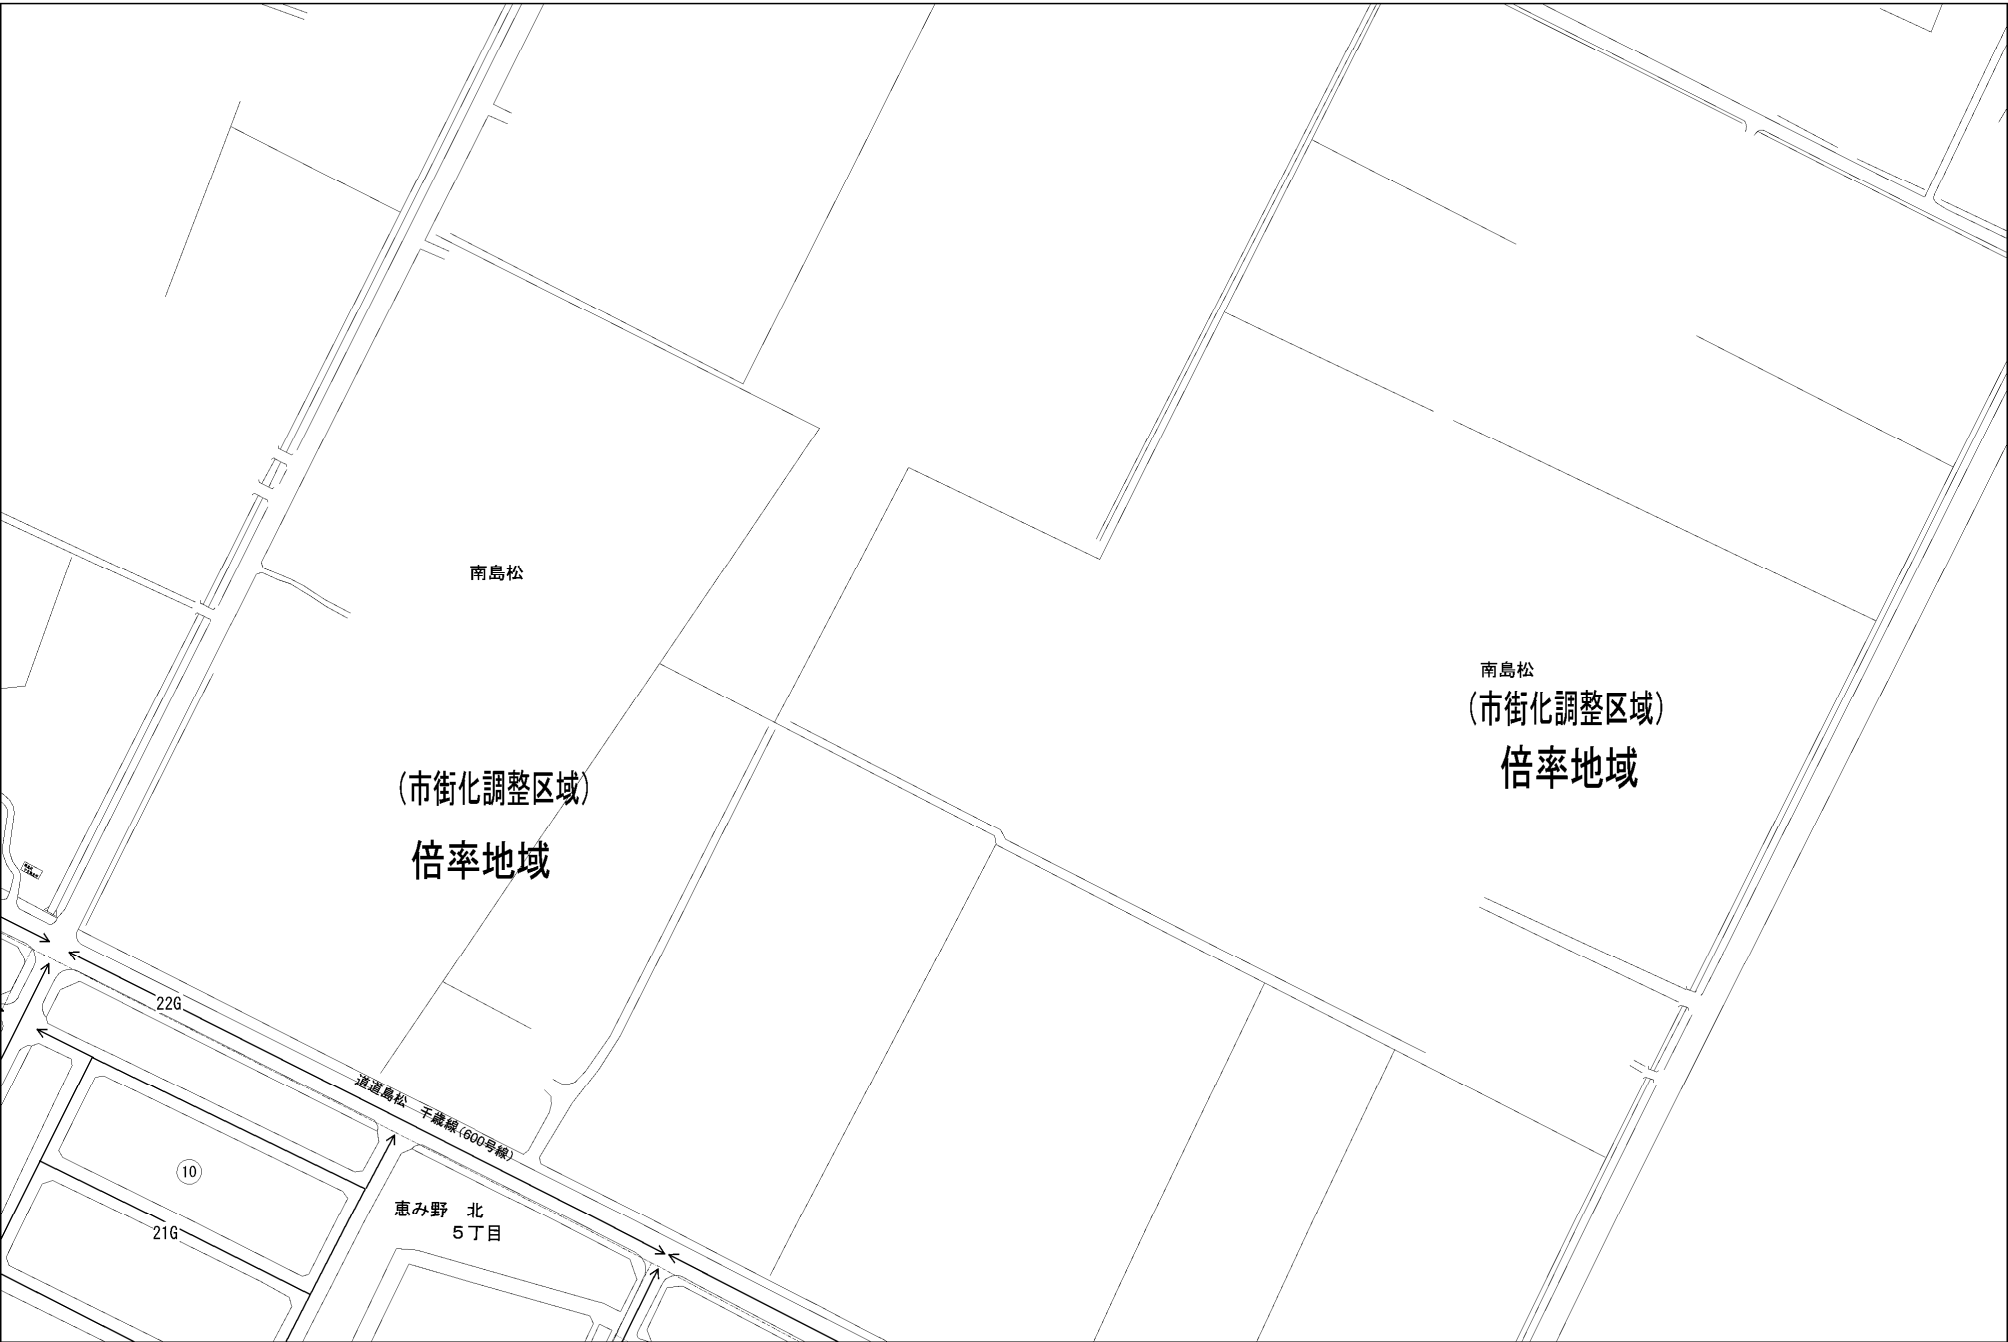 南島松
南島松
（市街化調整区域）
倍率地域
（市街化調整区域）
倍率地域
22G
道道島松　千歳線（600号線）
10
恵み野　北
５丁目
21G